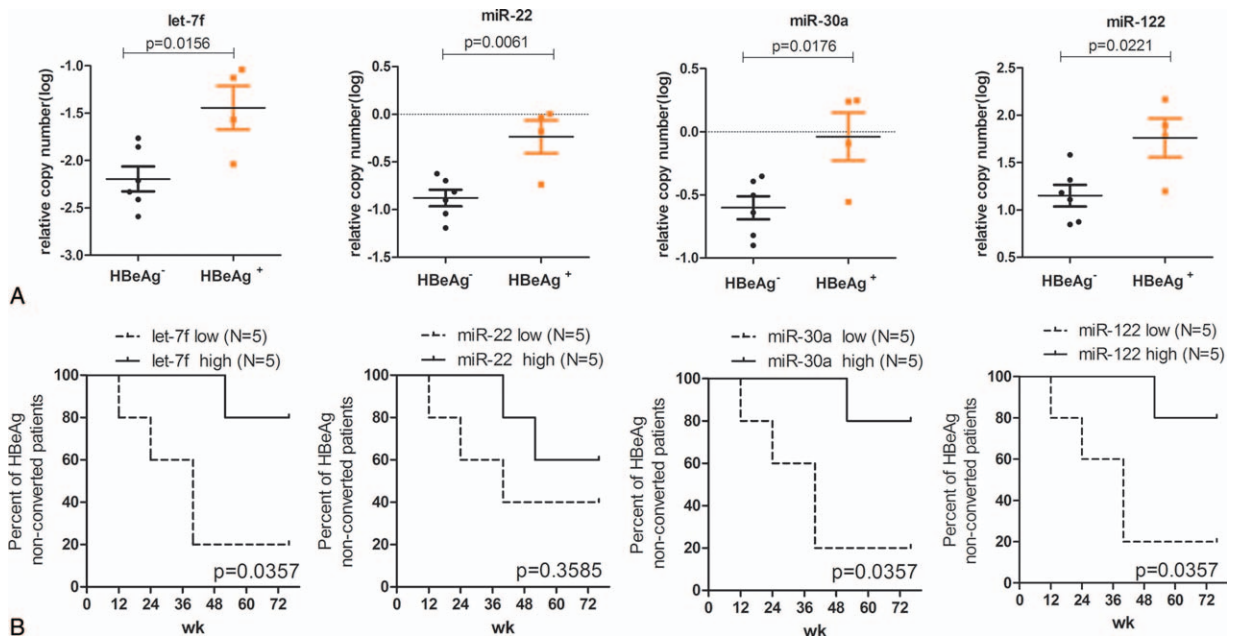 let-7f
p=0.0156
relative copy number(log)
-1.0
-1.5
-2.0
-2.5
-3.0
HBeAg-
HBeAg +
miR-22
p=0.0061
relative copy number(log)
0.5
0.0
-0.5
-1.0
-1.5
HBeAg-
HBeAg +
miR-30a
p=0.0176
relative copy number(log)
0.5
0.0
-0.5
-1.0
HBeAg-
HBeAg +
miR-122
p=0.0221
relative copy number(log)
2.5
2.0
1.5
1.0
0.5
HBeAg-
HBeAg +
A
let-7f low (N=5)
let-7f high (N=5)
Percent of HBeAg
non-converted patients
100
80
60
40
20
0
p=0.0357
0 12 24 36 48 60 72
wk
miR-22 low (N=5)
miR-22 high (N=5)
Percent of HBeAg
non-converted patients
100
80
60
40
20
0
p=0.3585
0 12 24 36 48 60 72
wk
miR-30a low (N=5)
miR-30a high (N=5)
Percent of HBeAg
non-converted patients
100
80
60
40
20
0
p=0.0357
0 12 24 36 48 60 72
wk
miR-122 low (N=5)
miR-122 high (N=5)
Percent of HBeAg
non-converted patients
100
80
60
40
20
0
p=0.0357
0 12 24 36 48 60 72
wk
B